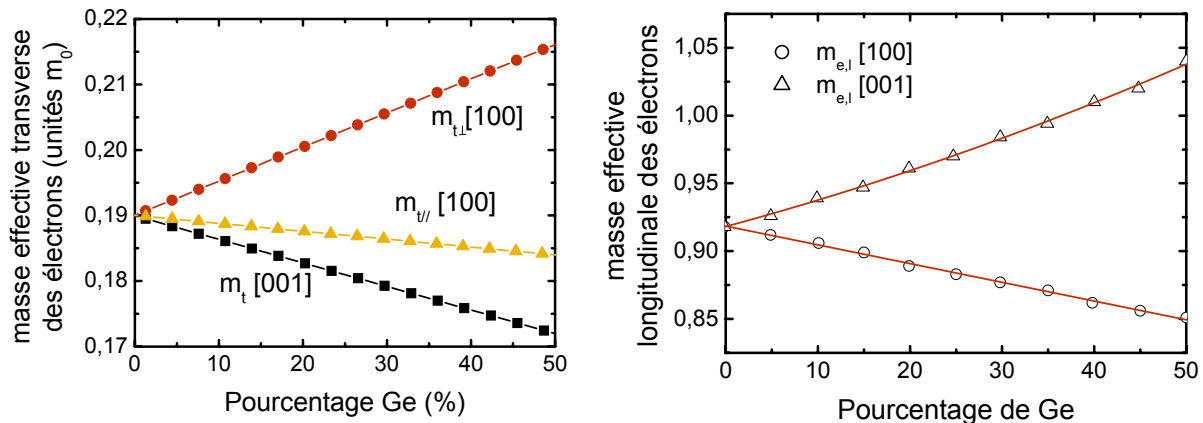 masse effective transverse
des électrons (unités m0)
0,22
0,21
0,20
0,19
0,18
0,17
mt⊥ [100]
mt// [100]
mt [001]
0
10
20
30
40
50
Pourcentage Ge (%)
masse effective
longitudinale des électrons
1,05
1,00
0,95
0,90
0,85
me,l [100]
me,l [001]
0
10
20
30
40
50
Pourcentage de Ge